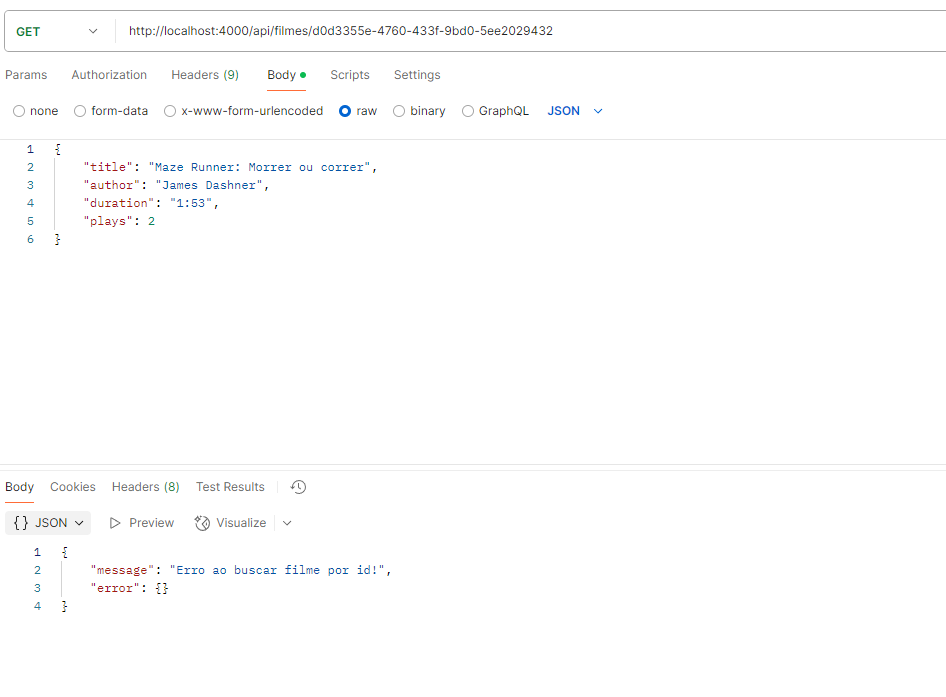 GET http://localhost:4000/api/filmes/d0d3355e-4760-433f-9bd0-5ee2029432
Params Authorization Headers (9) Body Scripts Settings
none form-data x-www-form-urlencoded raw binary GraphQL JSON
1 {
2 "title": "Maze Runner: Morrer ou correr",
3 "author": "James Dashner",
4 "duration": "1:53",
5 "plays": 2
6 }
Body Cookies Headers (8) Test Results
{} JSON Preview Visualize
1 {
2 "message": "Erro ao buscar filme por id!",
3 "error": {}
4 }